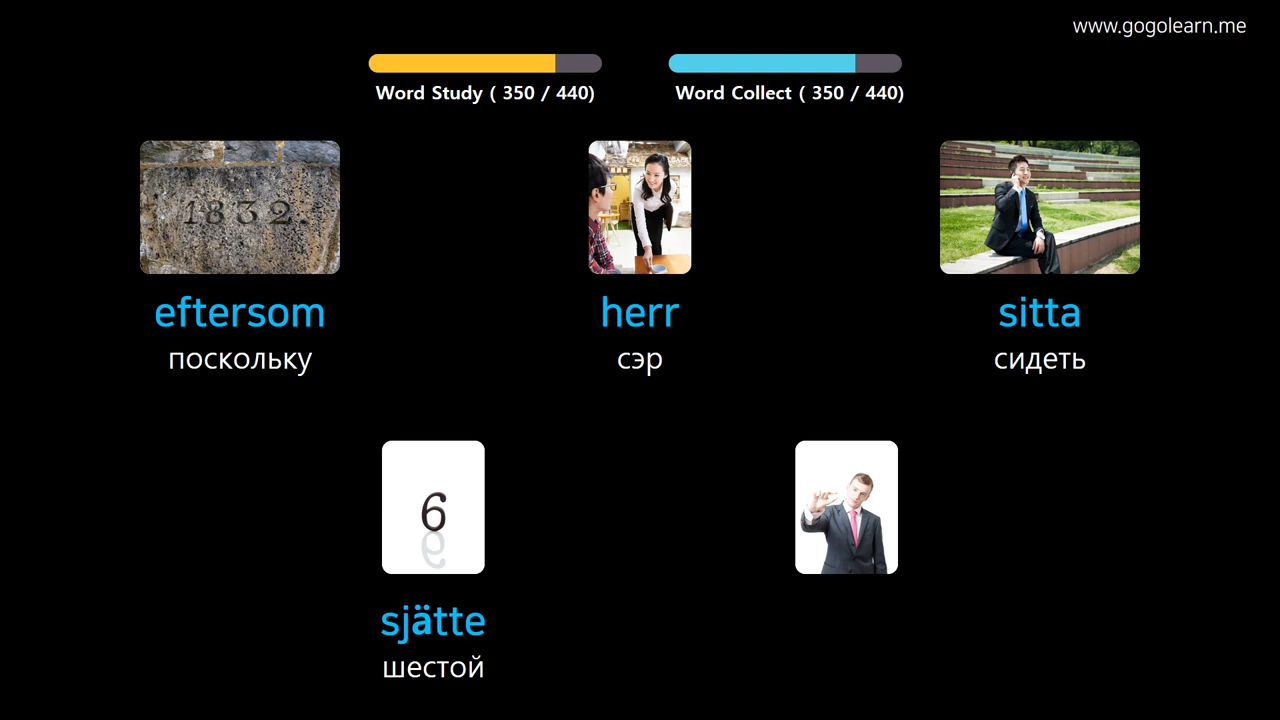 www.gogolearn.me
Word Study ( 350 / 440)
Word Collect ( 350 / 440)
1832.
eftersom
herr
sitta
поскольку
сэр
сидеть
6
sjätte
шестой